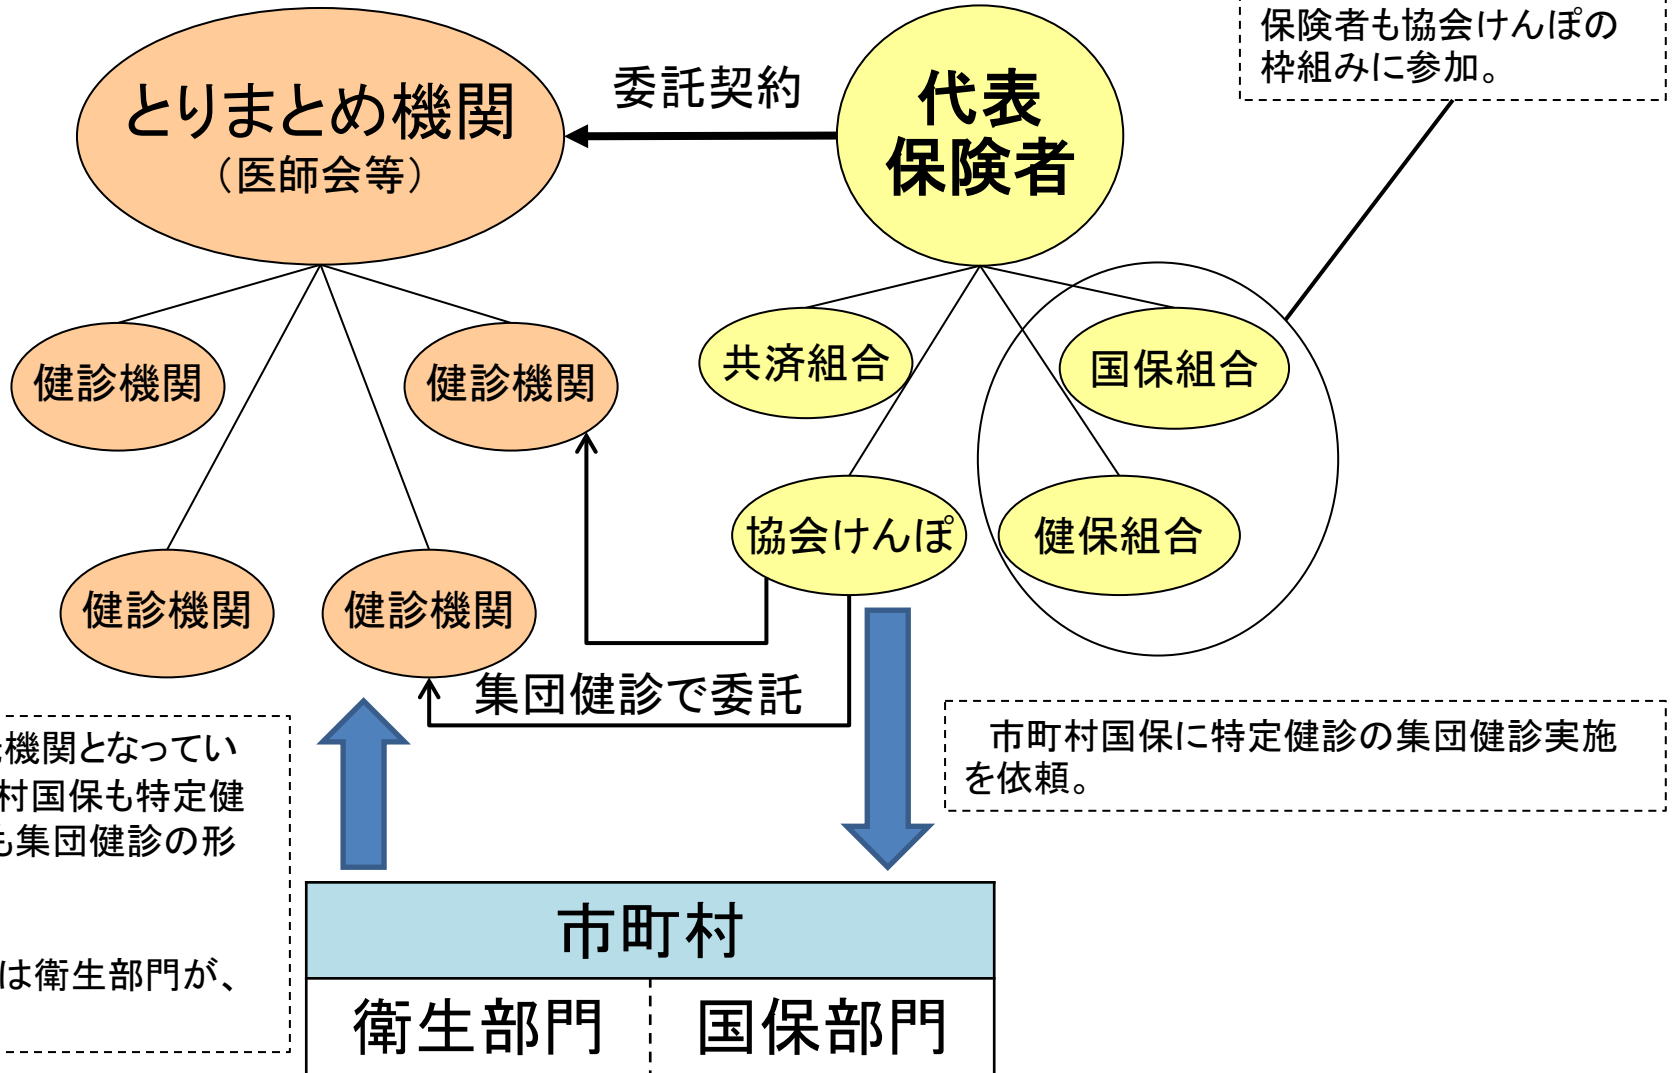 保険者も協会けんぽの
枠組みに参加。
委託契約
とりまとめ機関
（医師会等）
代表
保険者
健診機関
健診機関
共済組合
国保組合
健診機関
健診機関
協会けんぽ
健保組合
集団健診で委託
機関となってい
村国保も特定健
も集団健診の形
は衛生部門が、
市町村国保に特定健診の集団健診実施
を依頼。
市町村
衛生部門
国保部門